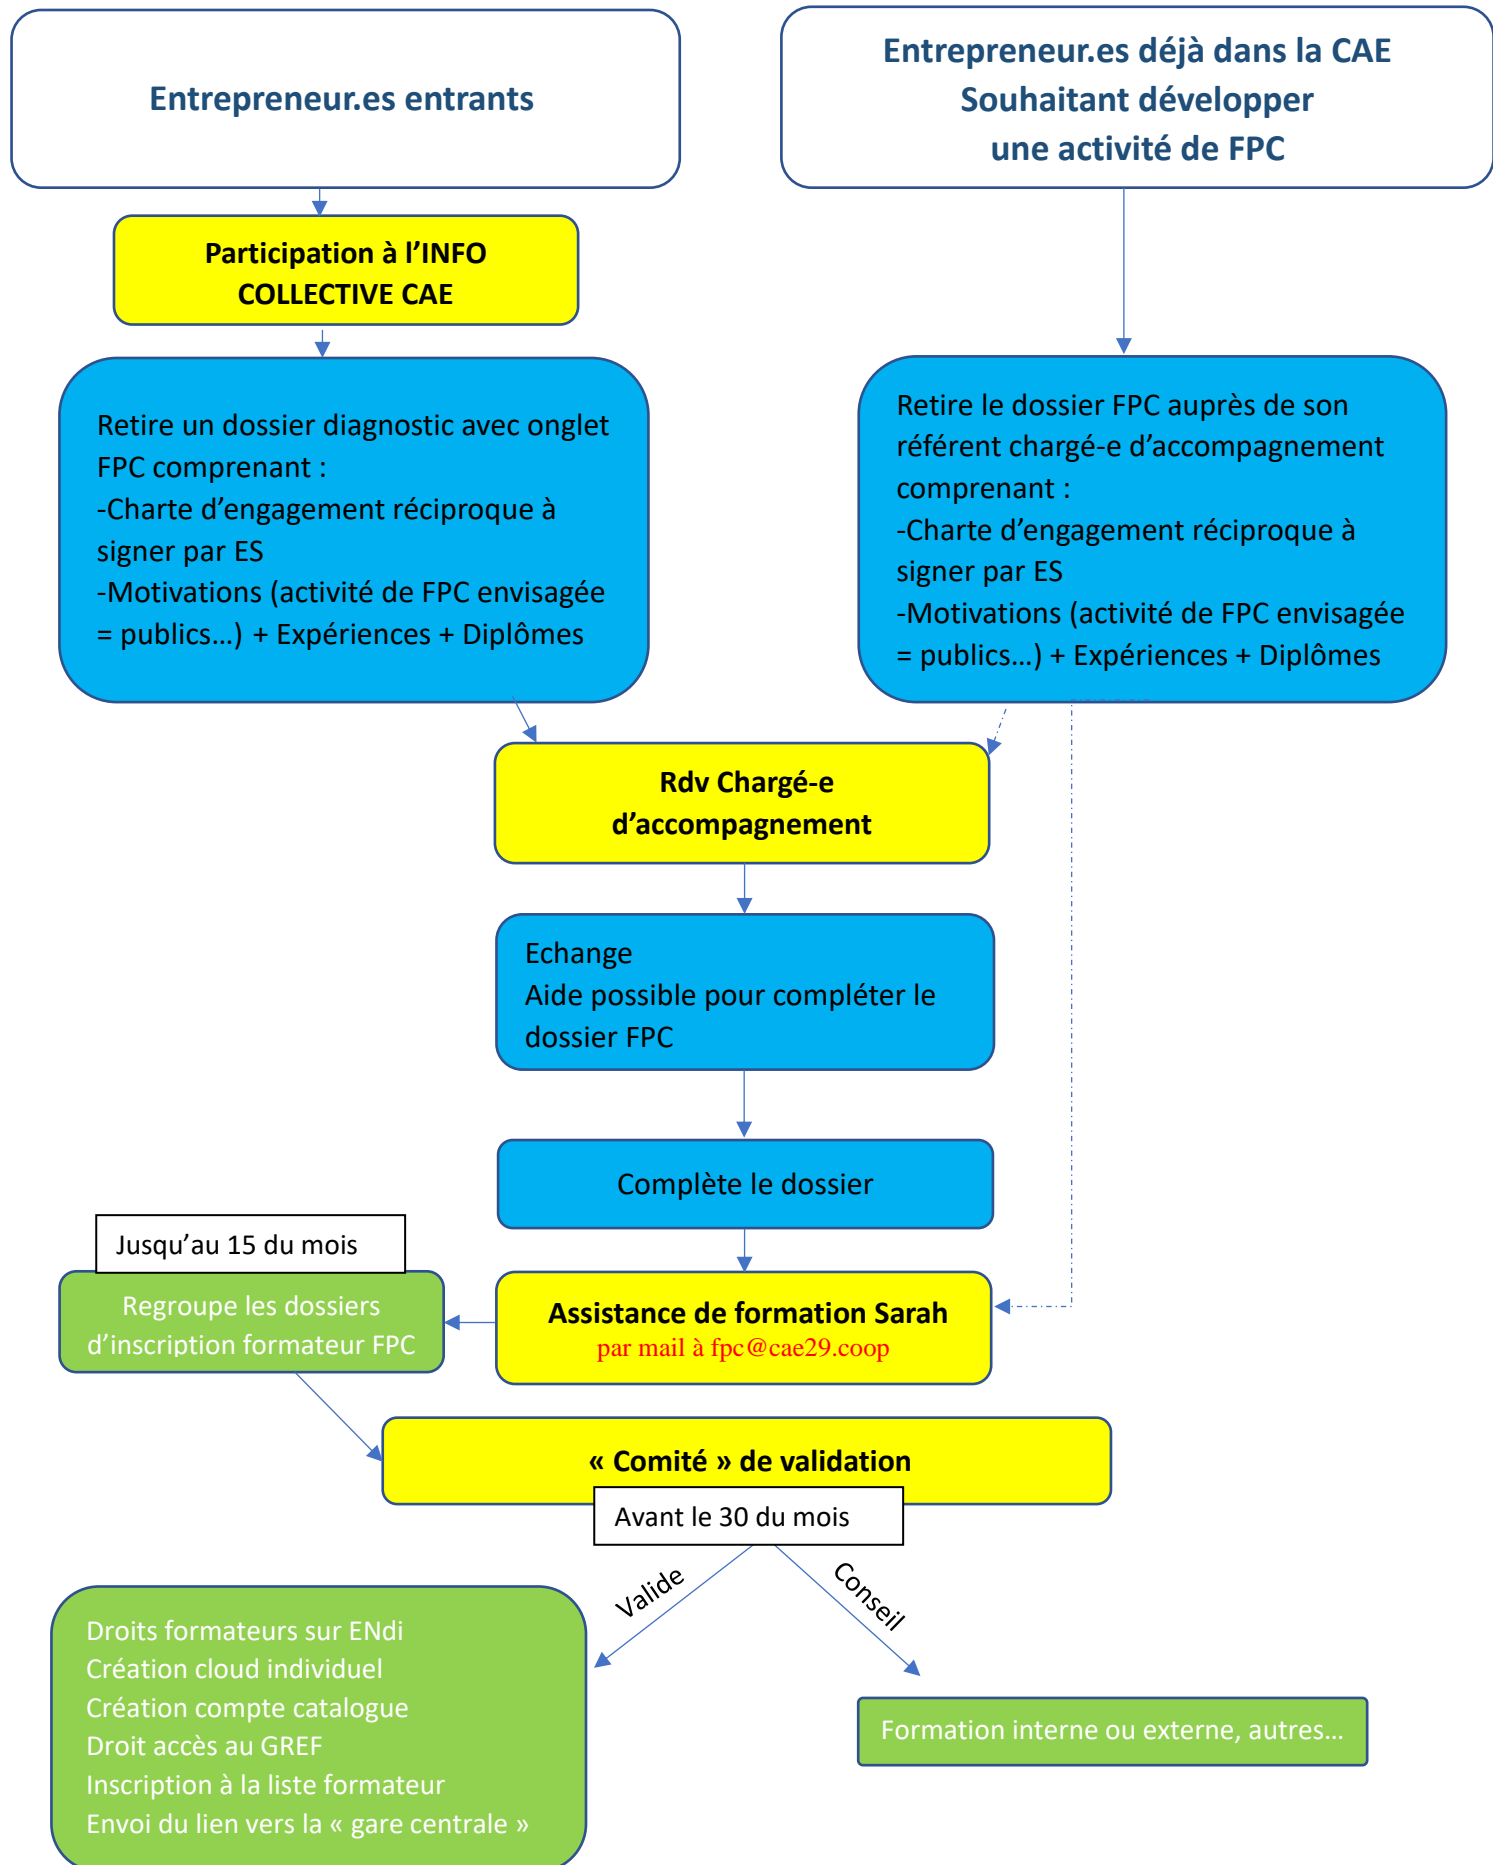 Entrepreneur.es entrants
Entrepreneur.es déjà dans la CAE
Souhaitant développer
une activité de FPC
Participation à l’INFO
COLLECTIVE CAE
Retire un dossier diagnostic avec onglet
FPC comprenant :
-Charte d’engagement réciproque à
signer par ES
-Motivations (activité de FPC envisagée
= publics…) + Expériences + Diplômes
Retire le dossier FPC auprès de son
référent chargé-e d’accompagnement
comprenant :
-Charte d’engagement réciproque à
signer par ES
-Motivations (activité de FPC envisagée
= publics…) + Expériences + Diplômes
Rdv Chargé-e
d’accompagnement
Echange
Aide possible pour compléter le
dossier FPC
Complète le dossier
Jusqu’au 15 du mois
Regroupe les dossiers
d’inscription formateur FPC
Assistance de formation Sarah
par mail à fpc@cae29.coop
« Comité » de validation
Avant le 30 du mois
Valide
Conseil
Droits formateurs sur ENdi
Création cloud individuel
Création compte catalogue
Droit accès au GREF
Inscription à la liste formateur
Envoi du lien vers la « gare centrale »
Formation interne ou externe, autres…